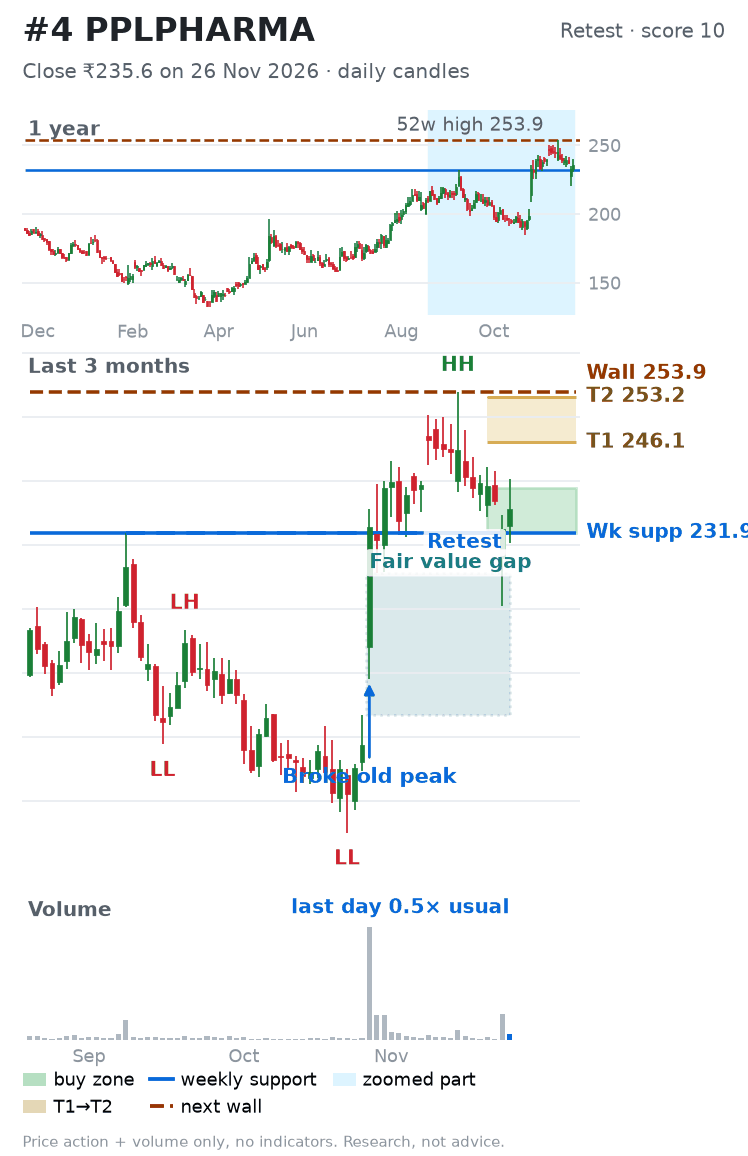 #4 PPLPHARMA
Retest · score 10
Close ₹235.6 on 26 Nov 2026 · daily candles
1 year
52w high 253.9
250
200
150
Dec Feb Apr Jun Aug Oct
Last 3 months
HH
Wall 253.9
T2 253.2
T1 246.1
Wk supp 231.9
Retest
Fair value gap
LH
LL
Broke old peak
LL
Volume
last day 0.5× usual
Sep Oct Nov
buy zone weekly support zoomed part
T1→T2 next wall
Price action + volume only, no indicators. Research, not advice.